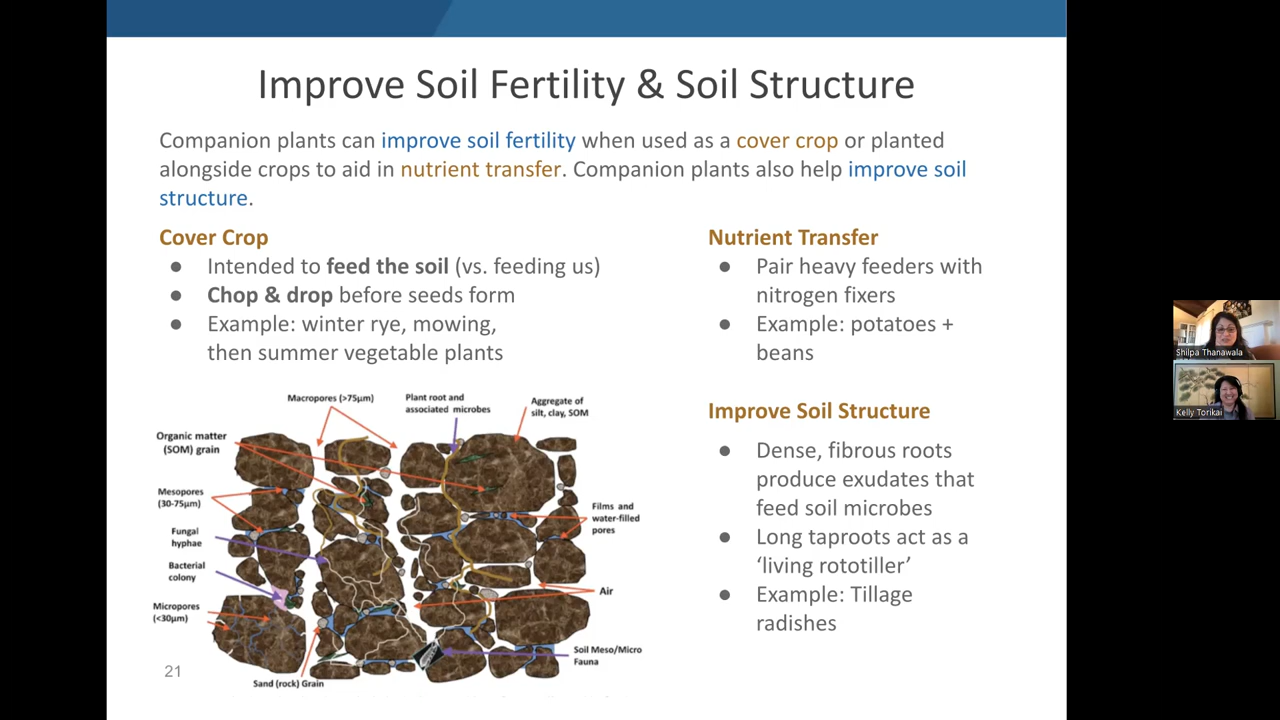 Improve Soil Fertility & Soil Structure
Companion plants can improve soil fertility when used as a cover crop or planted
alongside crops to aid in nutrient transfer. Companion plants also help improve soil
structure.
Cover Crop
● Intended to feed the soil (vs. feeding us)
● Chop & drop before seeds form
● Example: winter rye, mowing,
then summer vegetable plants
Nutrient Transfer
● Pair heavy feeders with
nitrogen fixers
● Example: potatoes +
beans
Improve Soil Structure
● Dense, fibrous roots
produce exudates that
feed soil microbes
● Long taproots act as a
‘living rototiller’
● Example: Tillage
radishes
Macropores (>75µm)
Plant root and
associated microbes
Aggregate of
silt, clay, SOM
Organic matter
(SOM) grain
Mesopores
(30-75µm)
Fungal
hyphae
Bacterial
colony
Micropores
(<30µm)
Films and
water-filled
pores
Air
Soil Meso/Micro
Fauna
Sand (rock) Grain
21
Shilpa Thanawala
Kelly Torikai